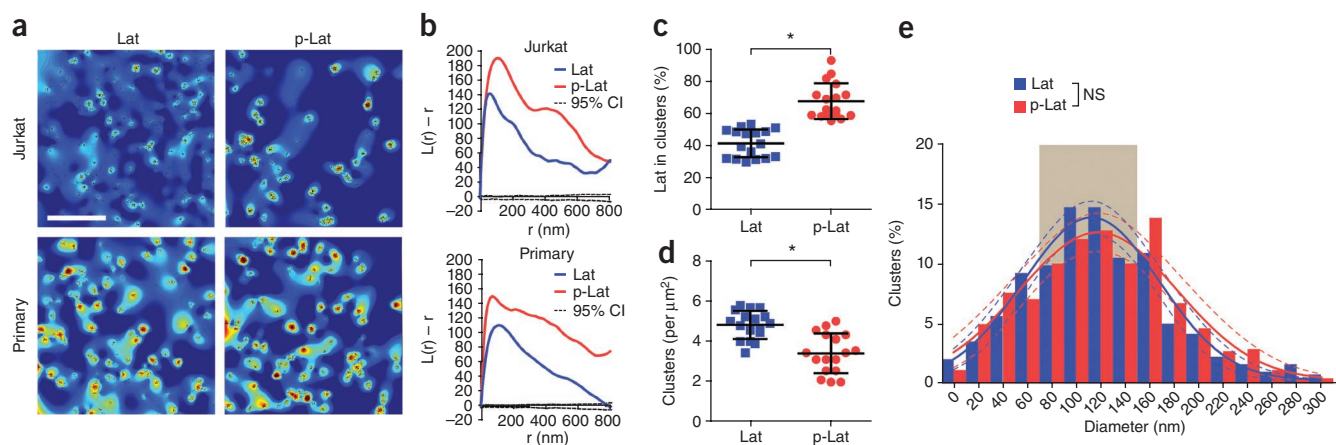 a
Lat
p-Lat
Jurkat
Primary
b
Jurkat
200
180
160
140
120
100
80
60
40
20
0
−20
L(r) – r
Lat
p-Lat
95% CI
200 400 600 800
r (nm)
Primary
200
180
160
140
120
100
80
60
40
20
0
−20
L(r) – r
Lat
p-Lat
95% CI
200 400 600 800
r (nm)
c
*
100
80
60
40
20
0
Lat in clusters (%)
Lat
p-Lat
d
*
8
6
4
2
0
Clusters (per μm²)
Lat
p-Lat
e
Lat
p-Lat
NS
20
15
10
5
0
Clusters (%)
0 20 40 60 80 100 120 140 160 180 200 220 240 260 280 300
Diameter (nm)